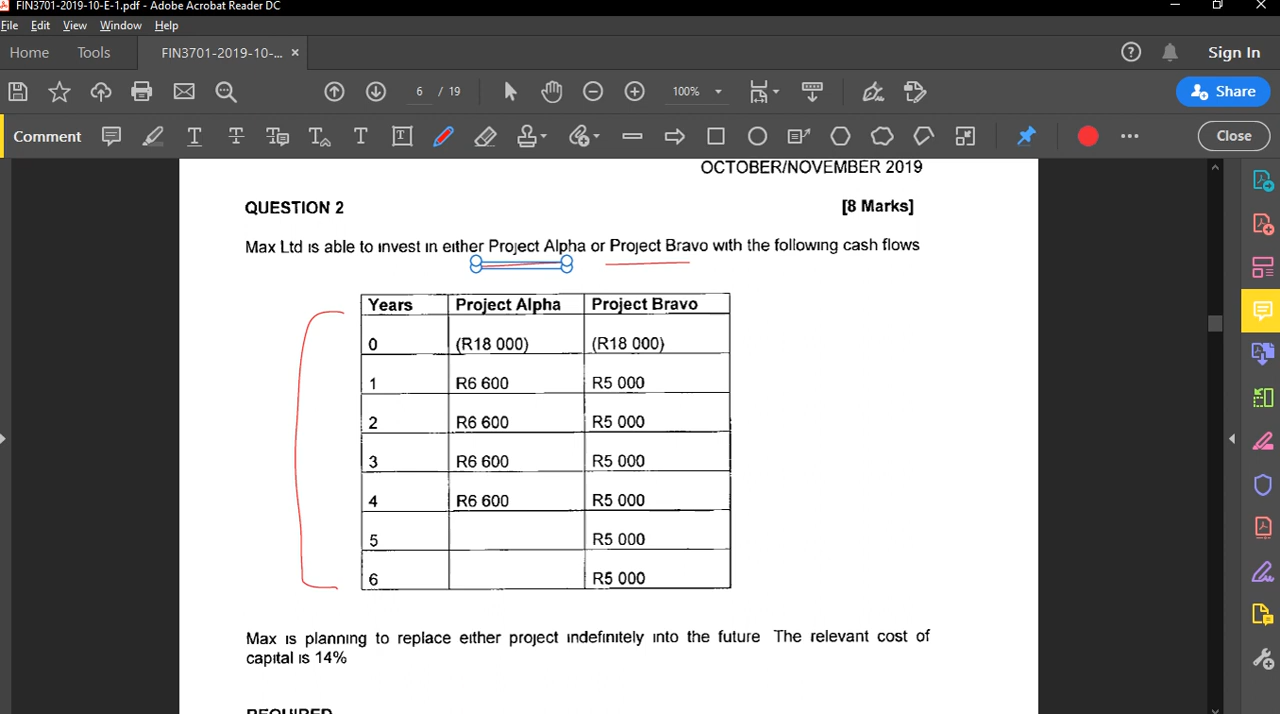 FIN3701-2019-10-E-1.pdf - Adobe Acrobat Reader DC
File Edit View Window Help
Home Tools FIN3701-2019-10-... × Sign In
6 / 19 100% Share
Comment Close
OCTOBER/NOVEMBER 2019
QUESTION 2 [8 Marks]
Max Ltd is able to invest in either Project Alpha or Project Bravo with the following cash flows
Years Project Alpha Project Bravo
0 (R18 000) (R18 000)
1 R6 600 R5 000
2 R6 600 R5 000
3 R6 600 R5 000
4 R6 600 R5 000
5 R5 000
6 R5 000
Max is planning to replace either project indefinitely into the future The relevant cost of
capital is 14%
REQUIRED